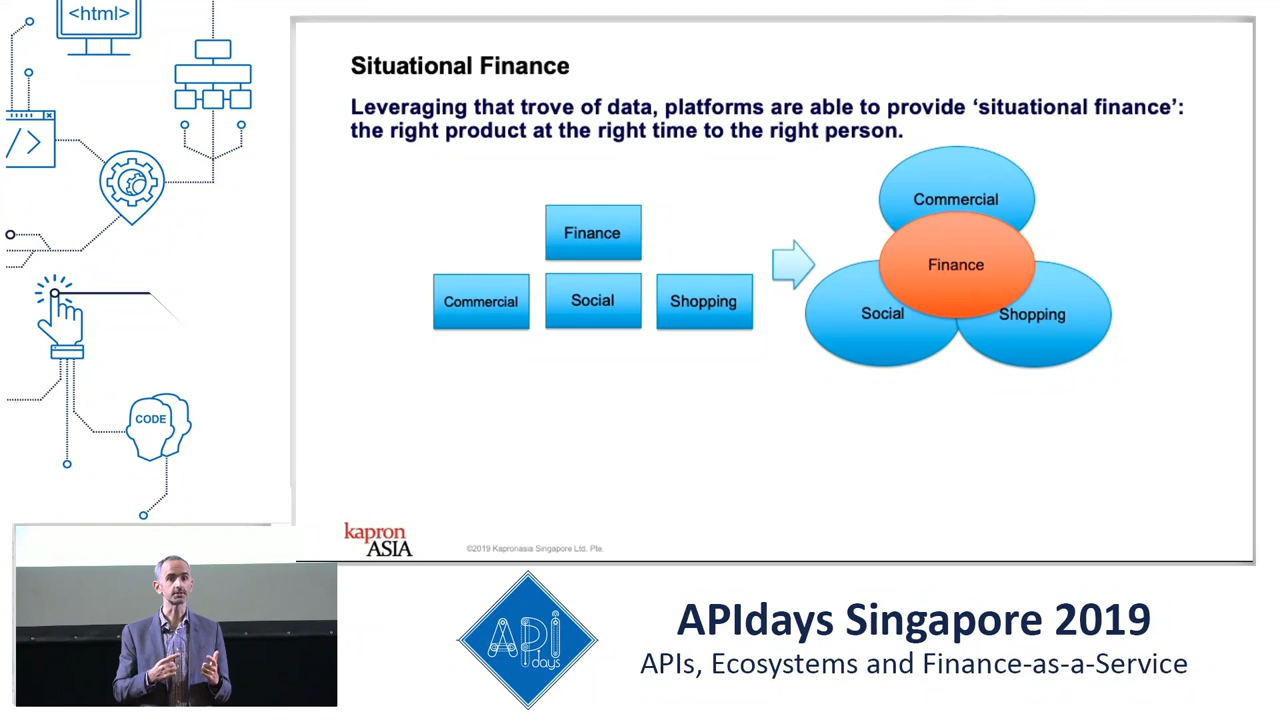 <html>
Situational Finance
Leveraging that trove of data, platforms are able to provide ‘situational finance’:
the right product at the right time to the right person.
Finance
Commercial
Social
Shopping
Commercial
Finance
Social
Shopping
</>
CODE
kapron
ASIA
©2019 Kapronasia Singapore Ltd. Pte.
API
days
APIdays Singapore 2019
APIs, Ecosystems and Finance-as-a-Service